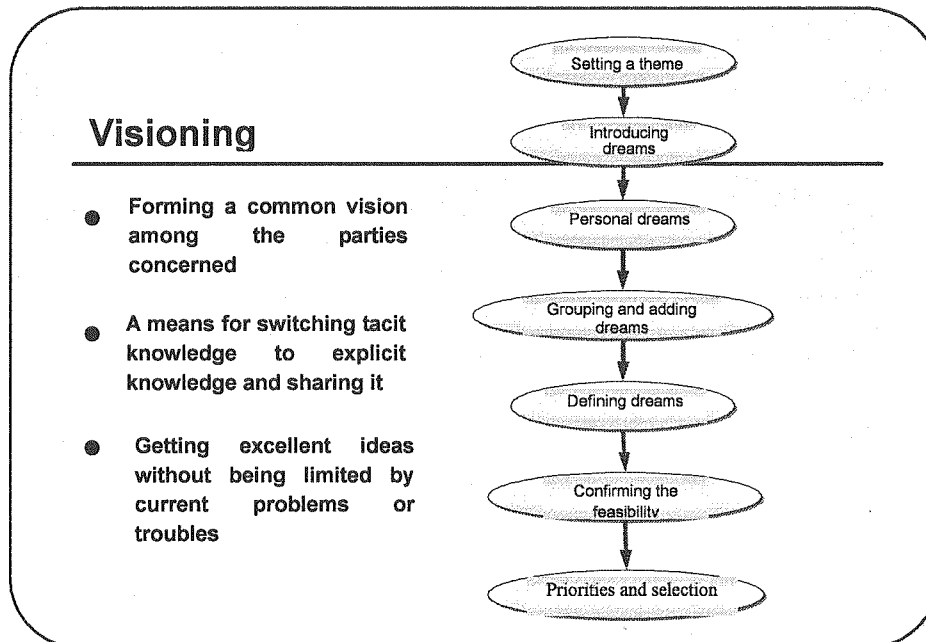 Visioning
Forming a common vision
among the parties
concerned
A means for switching tacit
knowledge to explicit
knowledge and sharing it
Getting excellent ideas
without being limited by
current problems or
troubles
Setting a theme
Introducing
dreams
Personal dreams
Grouping and adding
dreams
Defining dreams
Confirming the
feasibility
Priorities and selection